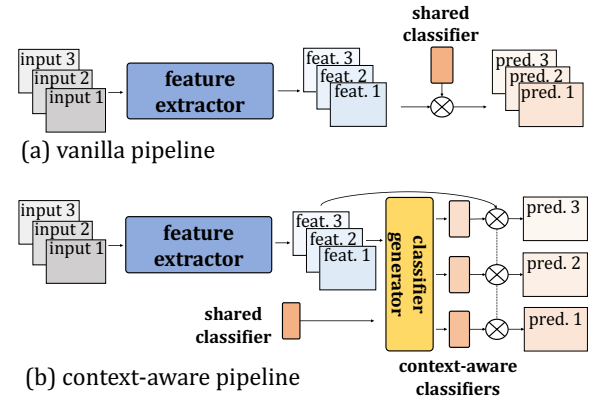 shared
classifier
input 3
input 2
input 1
feature
extractor
feat. 3
feat. 2
feat. 1
pred. 3
pred. 2
pred. 1
(a) vanilla pipeline
input 3
input 2
input 1
feature
extractor
feat. 3
feat. 2
feat. 1
classifier
generator
pred. 3
pred. 2
pred. 1
shared
classifier
context-aware
classifiers
(b) context-aware pipeline